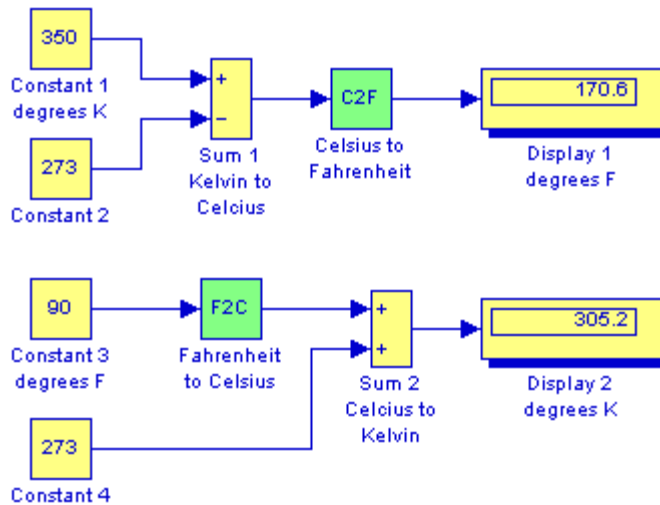 350
Constant 1
degrees K
273
Constant 2
+
−
Sum 1
Kelvin to
Celcius
C2F
Celsius to
Fahrenheit
170.6
Display 1
degrees F
90
Constant 3
degrees F
F2C
Fahrenheit
to Celsius
273
Constant 4
+
+
Sum 2
Celcius to
Kelvin
305.2
Display 2
degrees K